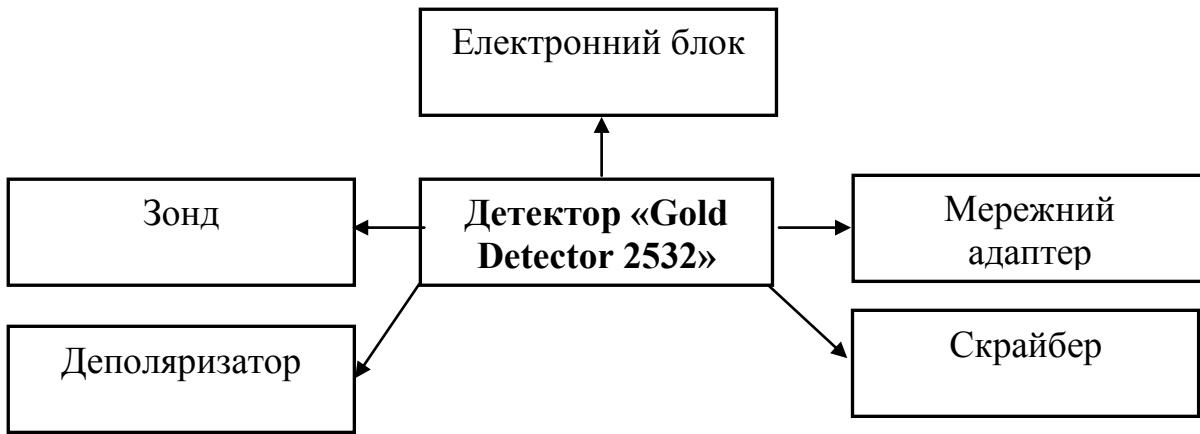 Електронний блок
Зонд
Детектор «Gold
Detector 2532»
Мережний
адаптер
Деполяризатор
Скрайбер